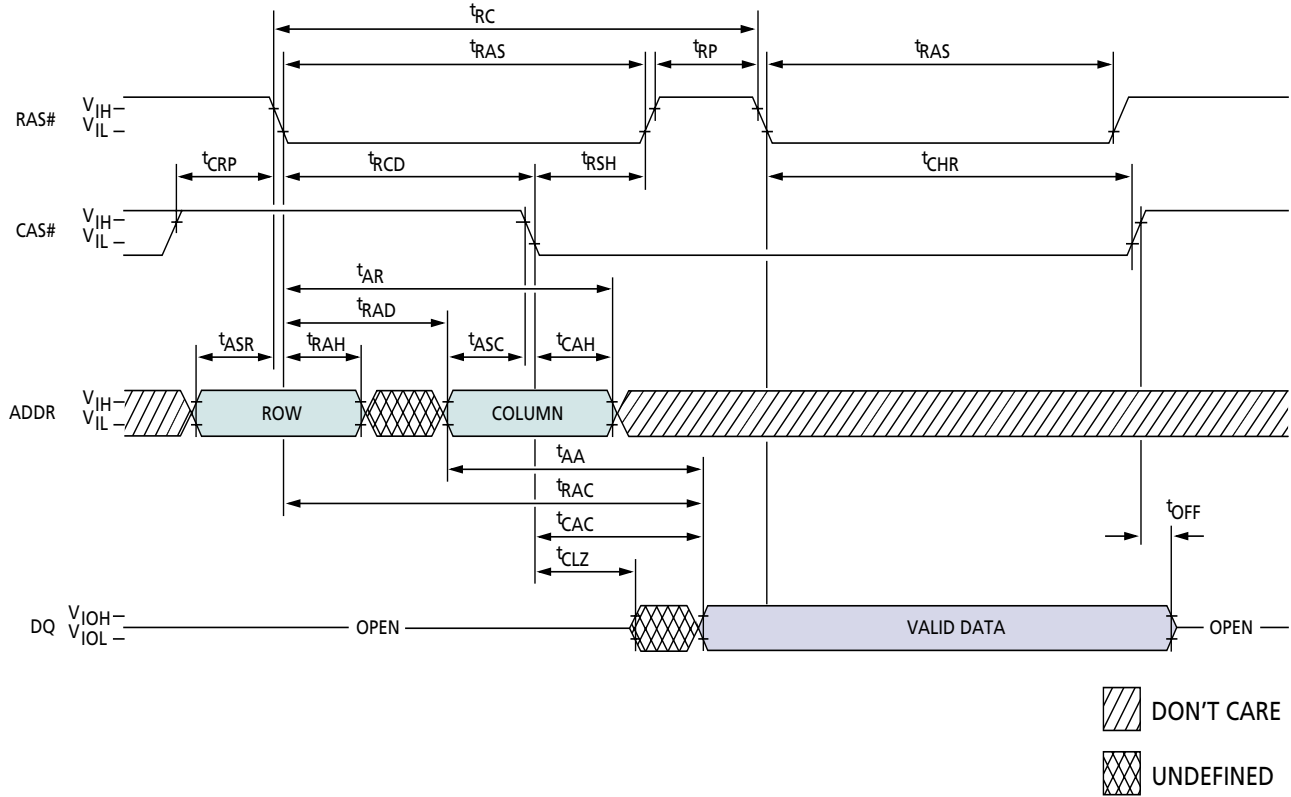 tRC
tRAS tRP tRAS
RAS# VIH
VIL
tCRP tRCD tRSH tCHR
CAS# VIH
VIL
tAR
tRAD
tASR tRAH tASC tCAH
ADDR VIH
VIL
ROW COLUMN
tAA
tRAC
tCAC tOFF
tCLZ
DQ VIOH
VIOL
OPEN VALID DATA OPEN
DON'T CARE
UNDEFINED